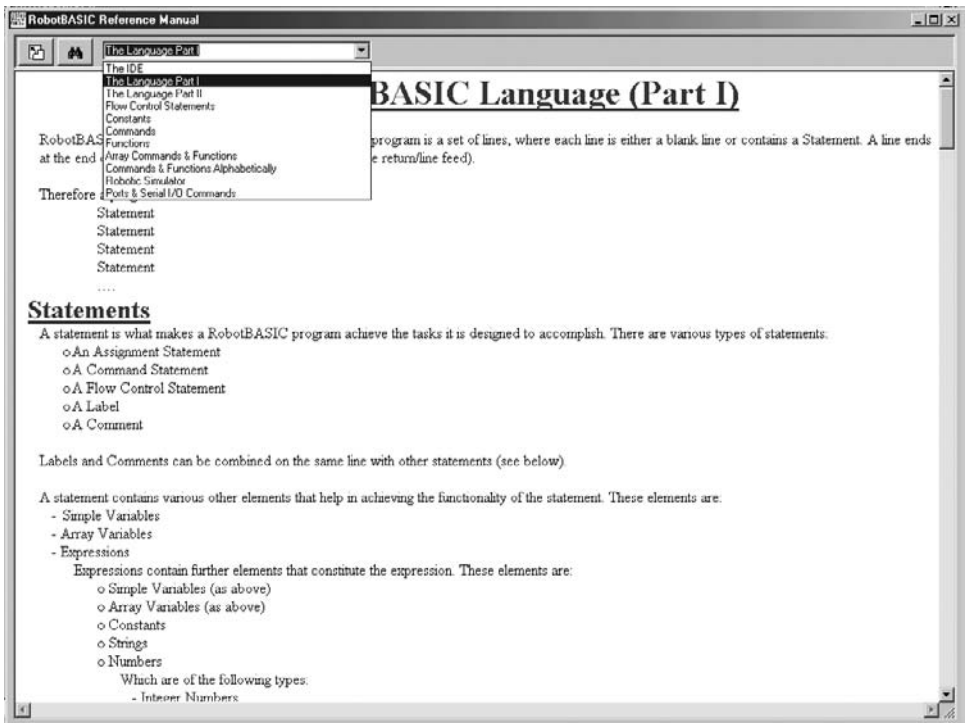 RobotBASIC Reference Manual
The Language Part I
The IDE
The Language Part I
The Language Part II
Flow Control Statements
Constants
Commands
Functions
Array Commands & Functions
Commands & Functions Alphabetically
Robotic Simulator
Ports & Serial I/O Commands
BASIC Language (Part I)
RobotBAS program is a set of lines, where each line is either a blank line or contains a Statement. A line ends
at the end e return/line feed).
Therefore a
Statement
Statement
Statement
Statement
....
Statements
A statement is what makes a RobotBASIC program achieve the tasks it is designed to accomplish. There are various types of statements:
o An Assignment Statement
o A Command Statement
o A Flow Control Statement
o A Label
o A Comment
Labels and Comments can be combined on the same line with other statements (see below).
A statement contains various other elements that help in achieving the functionality of the statement. These elements are:
- Simple Variables
- Array Variables
- Expressions
Expressions contain further elements that constitute the expression. These elements are:
o Simple Variables (as above)
o Array Variables (as above)
o Constants
o Strings
o Numbers
Which are of the following types:
- Integer Numbers